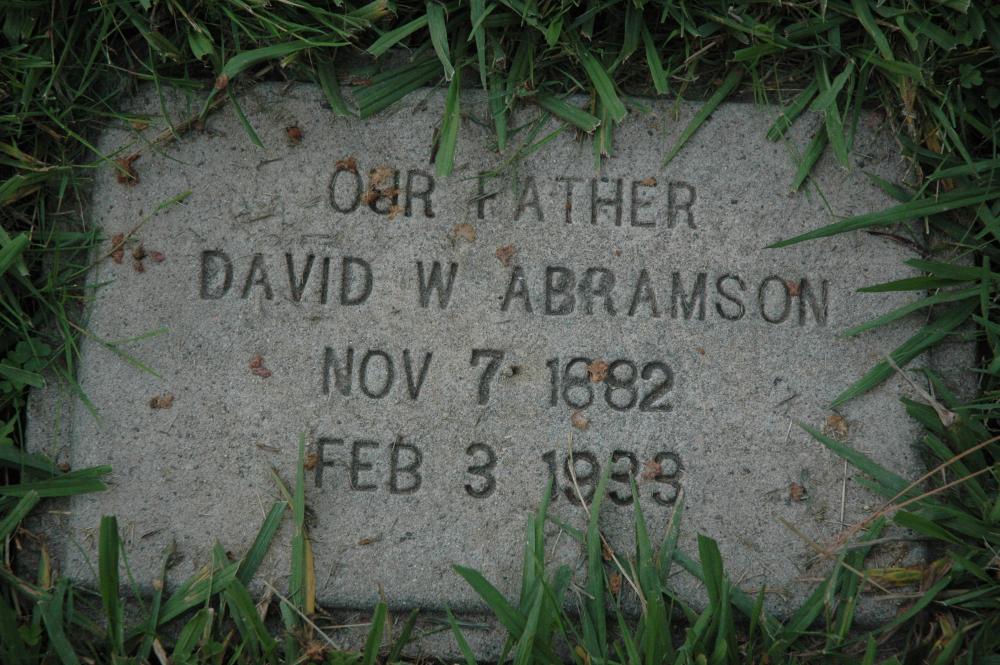 OUR FATHER
DAVID W ABRAMSON
NOV 7 1882
FEB 3 1933